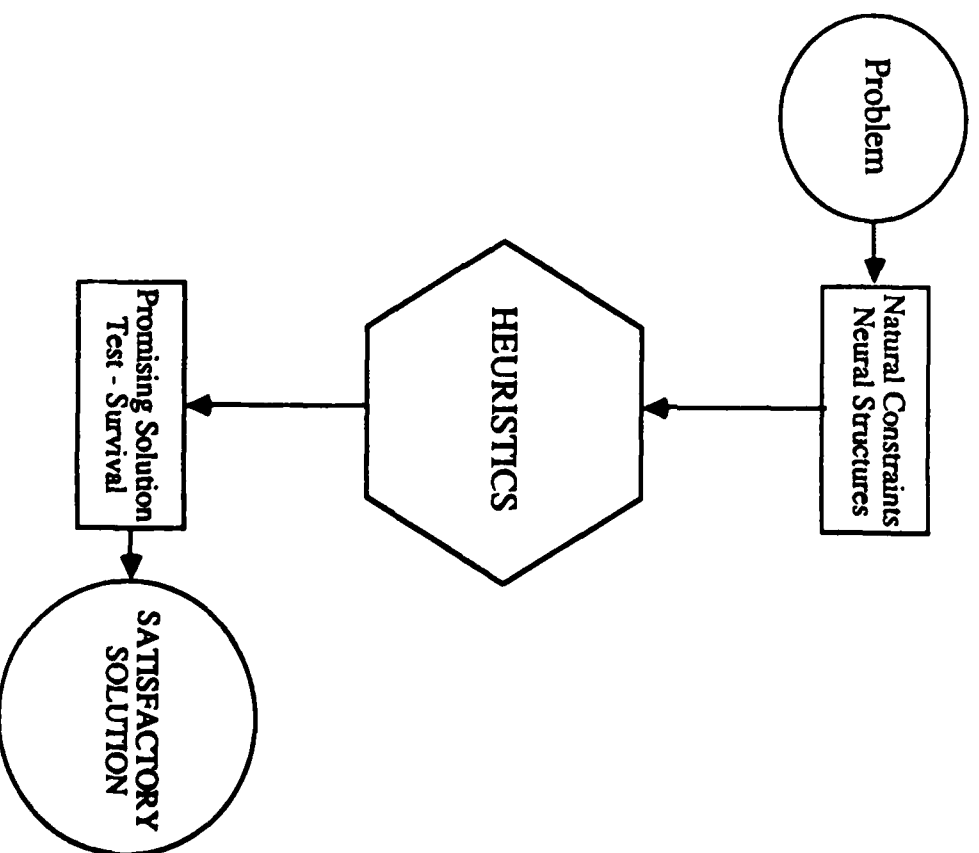 Problem
Natural Constraints
Neural Structures
HEURISTICS
Promising Solution
Test - Survival
SATISFACTORY
SOLUTION